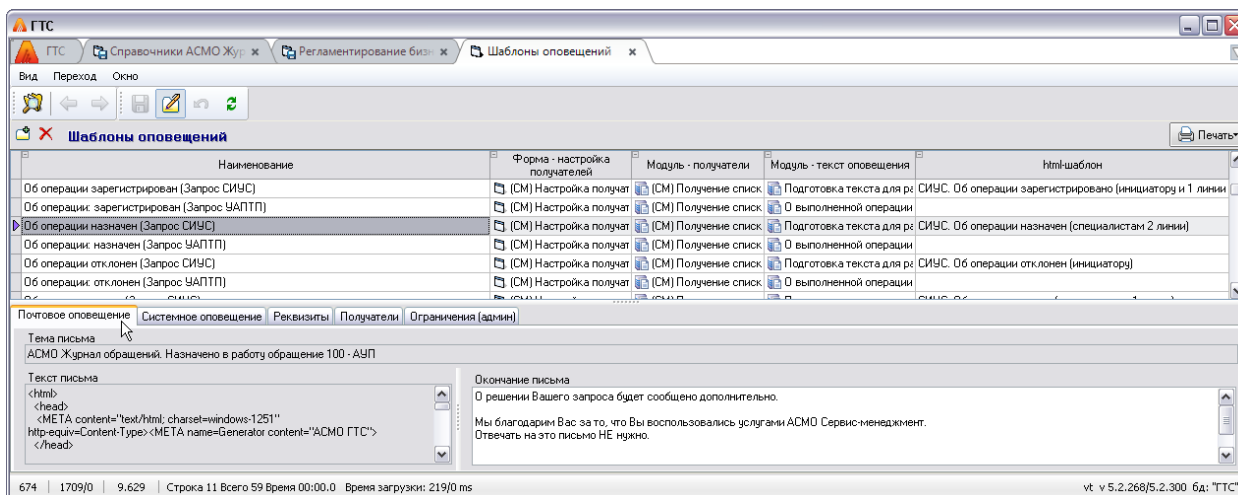 ГТС
ГТС Справочники АСМО Жур Регламентирование бизн Шаблоны оповещений
Вид Переход Окно
Шаблоны оповещений Печать
Наименование Форма - настройка получателей Модуль - получатели Модуль - текст оповещения html-шаблон
Об операции зарегистрирован (Запрос СИУС) (СМ) Настройка получат (СМ) Получение списк Подготовка текста для ра СИУС. Об операции зарегистрировано (инициатору и 1 линии
Об операции: зарегистрирован (Запрос УАПТП) (СМ) Настройка получат (СМ) Получение списк О выполненной операции
Об операции назначен (Запрос СИУС) (СМ) Настройка получат (СМ) Получение списк Подготовка текста для ра СИУС. Об операции назначен (специалистам 2 линии)
Об операции: назначен (Запрос УАПТП) (СМ) Настройка получат (СМ) Получение списк О выполненной операции
Об операции отклонен (Запрос СИУС) (СМ) Настройка получат (СМ) Получение списк Подготовка текста для ра СИУС. Об операции отклонен (инициатору)
Об операции: отклонен (Запрос УАПТП) (СМ) Настройка получат (СМ) Получение списк О выполненной операции
Почтовое оповещение Системное оповещение Реквизиты Получатели Ограничения (админ)
Тема письма
АСМО Журнал обращений. Назначено в работу обращение 100 - АУП
Текст письма
<html>
<head>
<META content="text/html; charset=windows-1251"
http-equiv=Content-Type><META name=Generator content="АСМО ГТС">
</head>
Окончание письма
О решении Вашего запроса будет сообщено дополнительно.
Мы благодарим Вас за то, что Вы воспользовались услугами АСМО Сервис-менеджмент.
Отвечать на это письмо НЕ нужно.
674 1709/0 9.629 Строка 11 Всего 59 Время 00:00.0 Время загрузки: 219/0 ms vt v 5.2.268/5.2.300 бд: "ГТС"